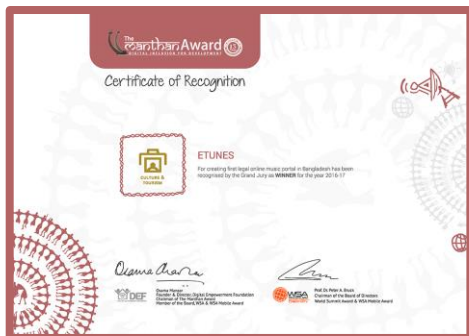 The
manthan Award
DIGITAL INCLUSION FOR DEVELOPMENT
Certificate of Recognition
CULTURE &
TOURISM
ETUNES
For creating first legal online music portal in Bangladesh has been
recognised by the Grand Jury as WINNER for the year 2016-17
DEF
Osama Manzar
Founder & Director, Digital Empowerment Foundation
Chairman of The Manthan Award
Member of the Board, WSA & WSA Mobile Award
WSA
Prof. Dr. Peter A. Bruck
Chairman of the Board of Directors
World Summit Award & WSA Mobile Award